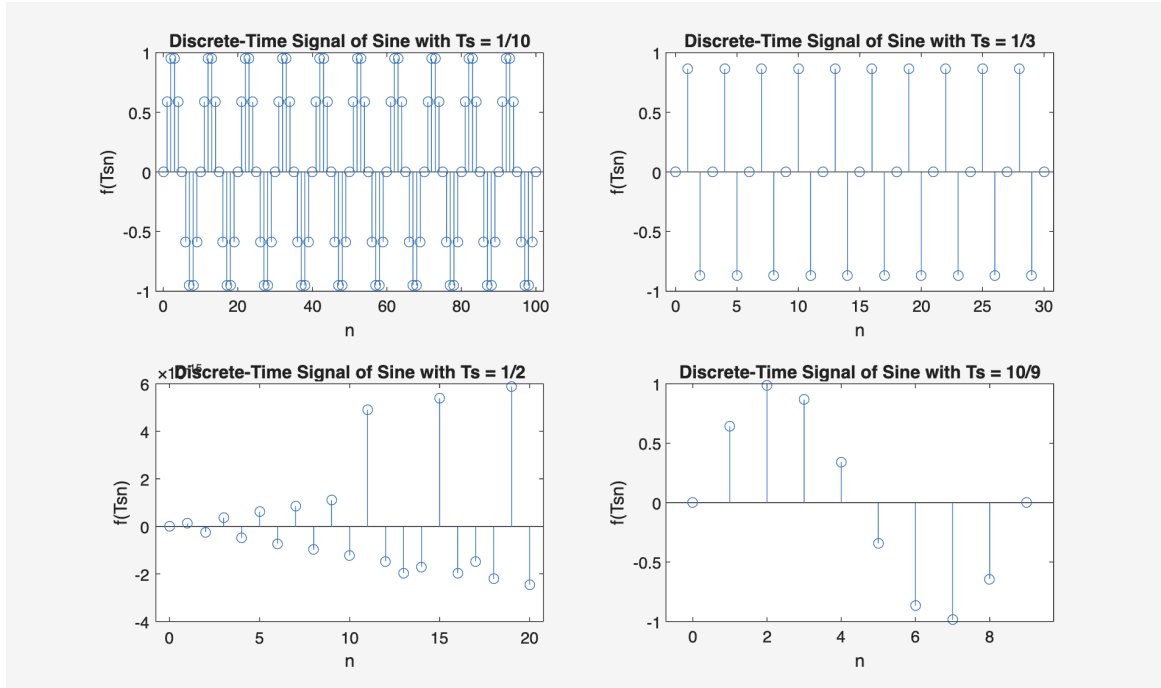 Discrete-Time Signal of Sine with Ts = 1/10
1
0.5
0
-0.5
-1
f(Tsn)
0 20 40 60 80 100
n
Discrete-Time Signal of Sine with Ts = 1/3
1
0.5
0
-0.5
-1
f(Tsn)
0 5 10 15 20 25 30
n
Discrete-Time Signal of Sine with Ts = 1/2
6
4
2
0
-2
-4
f(Tsn)
0 5 10 15 20
n
Discrete-Time Signal of Sine with Ts = 10/9
1
0.5
0
-0.5
-1
f(Tsn)
0 2 4 6 8
n